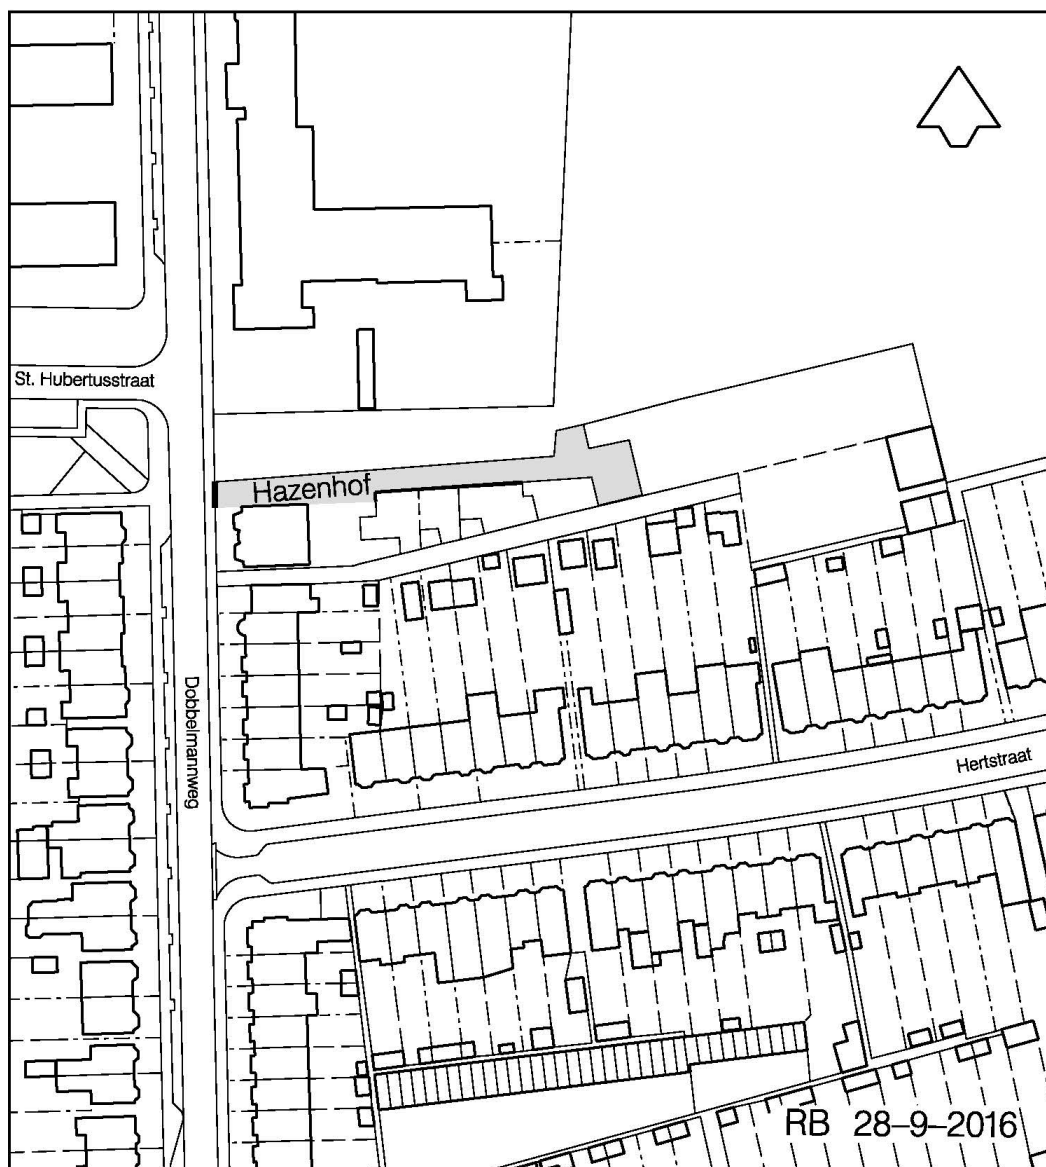 St. Hubertusstraat
Hazenhof
Dobbelmannweg
Hertstraat
RB 28-9-2016